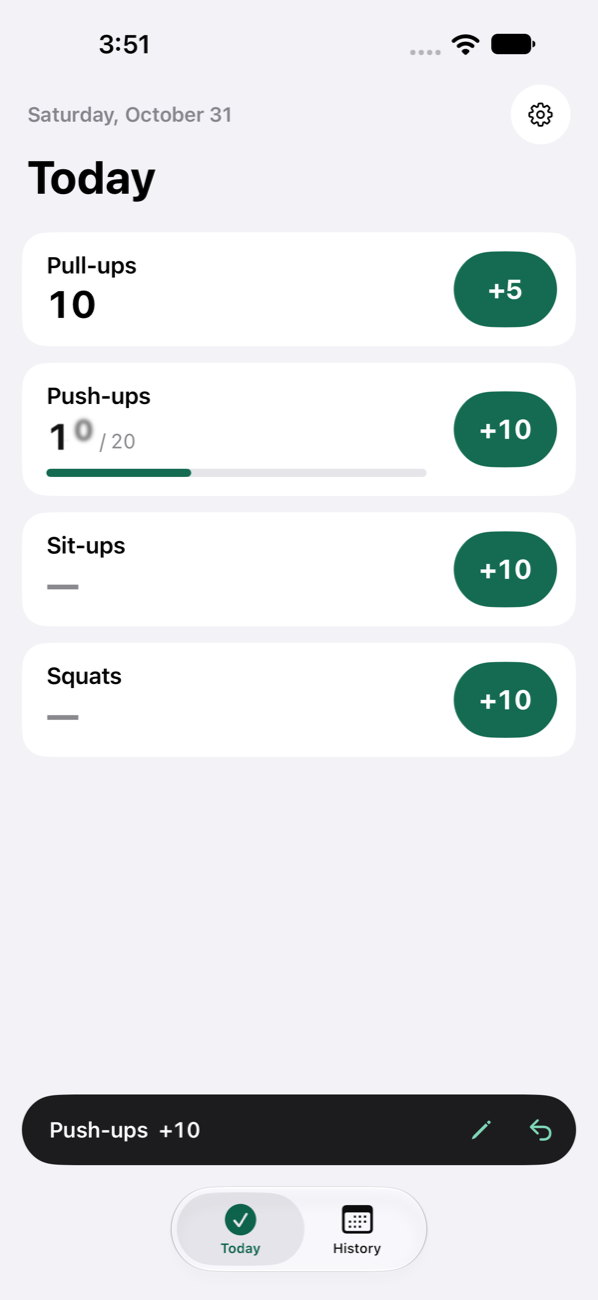 3:51
Saturday, October 31
Today
Pull-ups
10
+5
Push-ups
10 / 20
+10
Sit-ups
—
+10
Squats
—
+10
Push-ups +10
Today
History